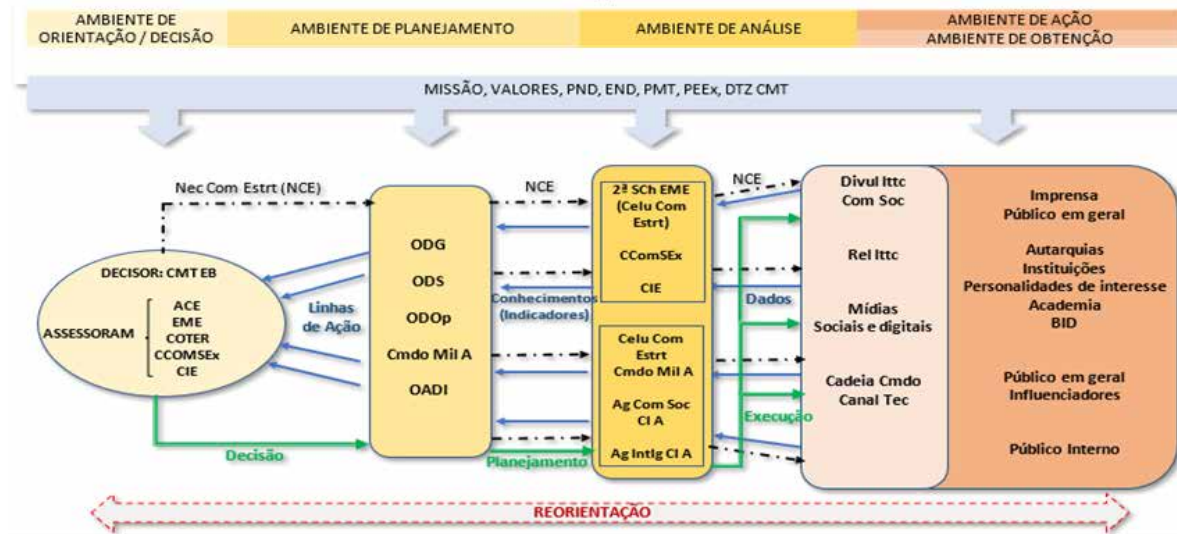 AMBIENTE DE
ORIENTAÇÃO / DECISÃO
AMBIENTE DE PLANEJAMENTO
AMBIENTE DE ANÁLISE
AMBIENTE DE AÇÃO
AMBIENTE DE OBTENÇÃO
MISSÃO, VALORES, PND, END, PMT, PEEx, DTZ CMT
Nec Com Estrt (NCE)
DECISOR: CMT EB
ASSESSORAM
ACE
EME
COTER
CCOMSEx
CIE
Linhas
de Ação
Decisão
ODG
ODS
ODOp
Cmdo Mil A
OADI
NCE
Conhecimentos
(Indicadores)
Planejamento
2ª SCh EME
(Celu Com
Estrt)
CComSEx
CIE
Celu Com
Estrt
Cmdo Mil A
Ag Com Soc
Cl A
Ag Intlg Cl A
NCE
Dados
Execução
Divul Ittc
Com Soc
Rel Ittc
Mídias
Sociais e digitais
Cadeia Cmdo
Canal Tec
Imprensa
Público em geral
Autarquias
Instituições
Personalidades de interesse
Academia
BID
Público em geral
Influenciadores
Público Interno
REORIENTAÇÃO